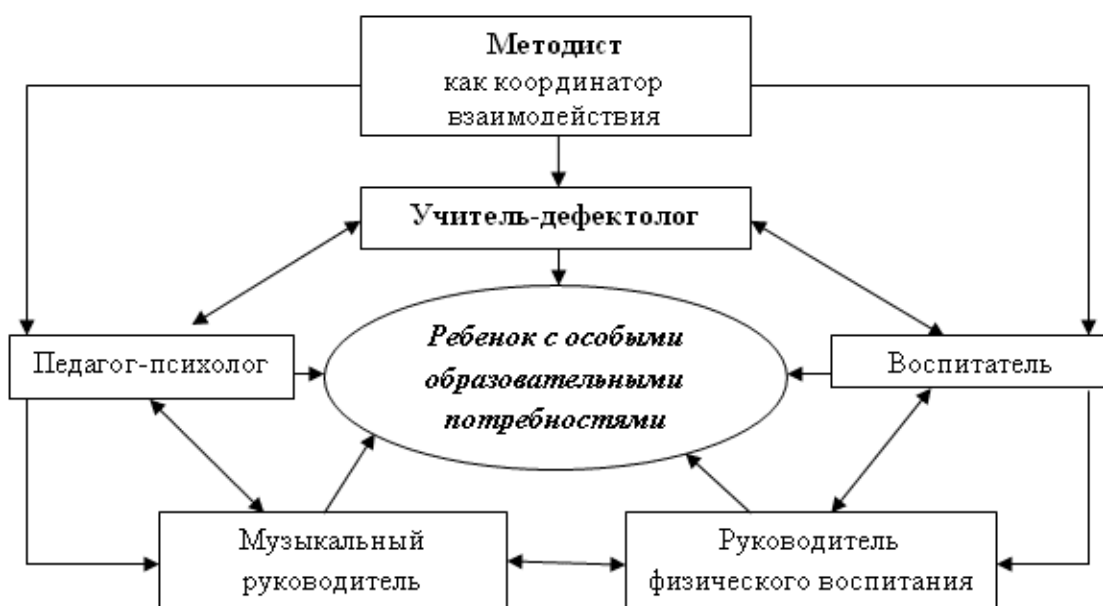 Методист
как координатор
взаимодействия
Учитель-дефектолог
Ребенок с особыми
образовательными
потребностями
Педагог-психолог
Воспитатель
Музыкальный
руководитель
Руководитель
физического воспитания